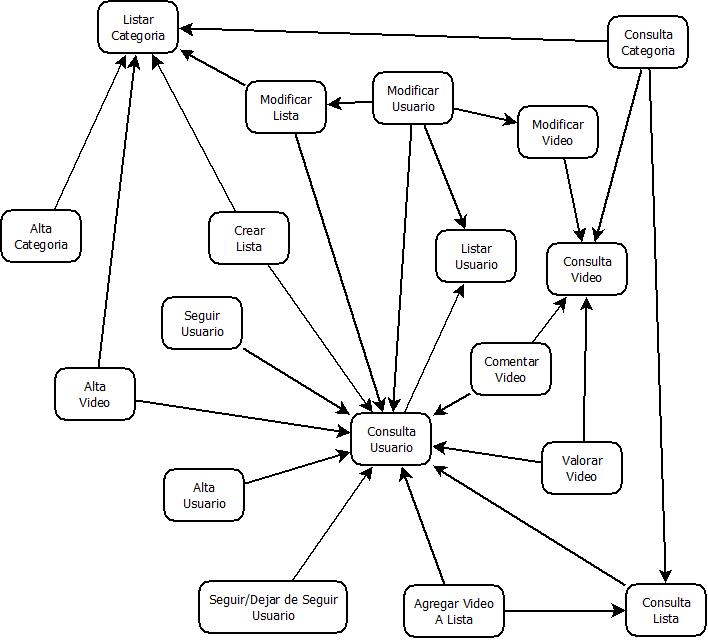 Listar
Categoria
Consulta
Categoria
Modificar
Lista
Modificar
Usuario
Modificar
Video
Alta
Categoria
Crear
Lista
Listar
Usuario
Consulta
Video
Seguir
Usuario
Comentar
Video
Alta
Video
Consulta
Usuario
Valorar
Video
Alta
Usuario
Seguir/Dejar de Seguir
Usuario
Agregar Video
A Lista
Consulta
Lista